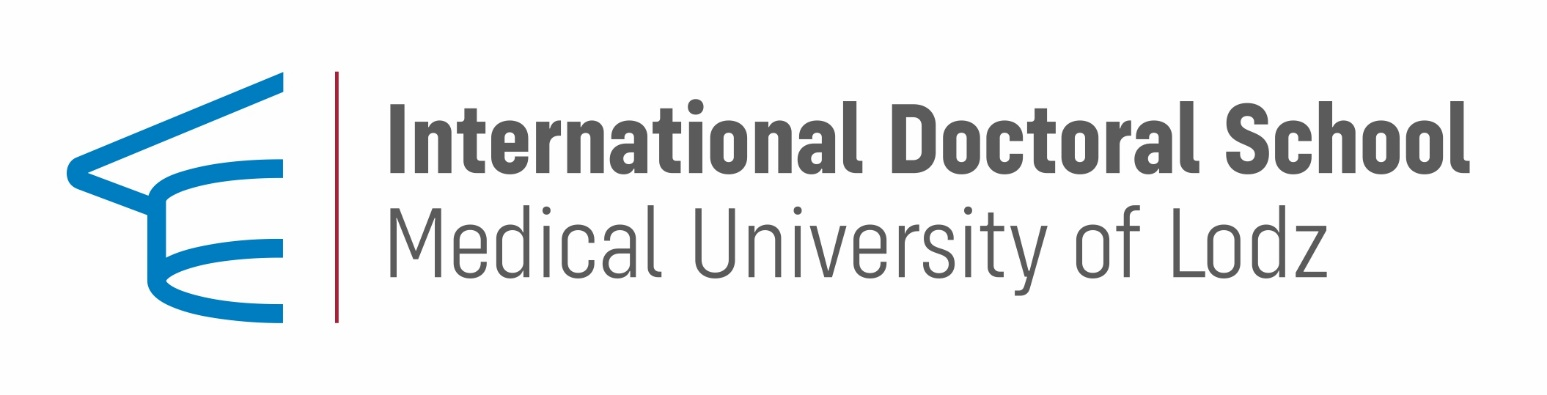 International Doctoral School
Medical University of Lodz